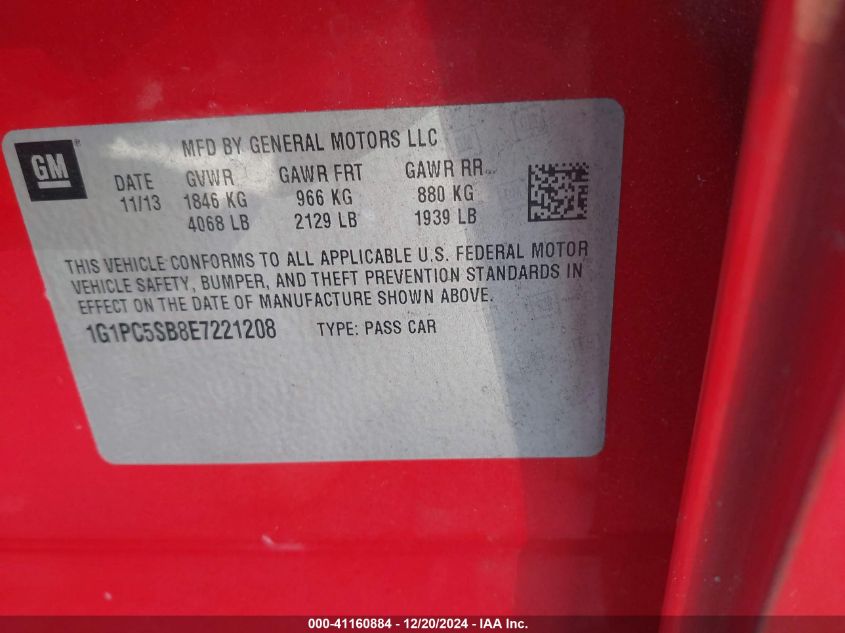 GM ®
MFD BY GENERAL MOTORS LLC
DATE GVWR GAWR FRT GAWR RR
11/13 1846 KG 966 KG 880 KG
4068 LB 2129 LB 1939 LB
THIS VEHICLE CONFORMS TO ALL APPLICABLE U.S. FEDERAL MOTOR
VEHICLE SAFETY, BUMPER, AND THEFT PREVENTION STANDARDS IN
EFFECT ON THE DATE OF MANUFACTURE SHOWN ABOVE.
1G1PC5SB8E7221208 TYPE: PASS CAR
000-41160884 - 12/20/2024 - IAA Inc.